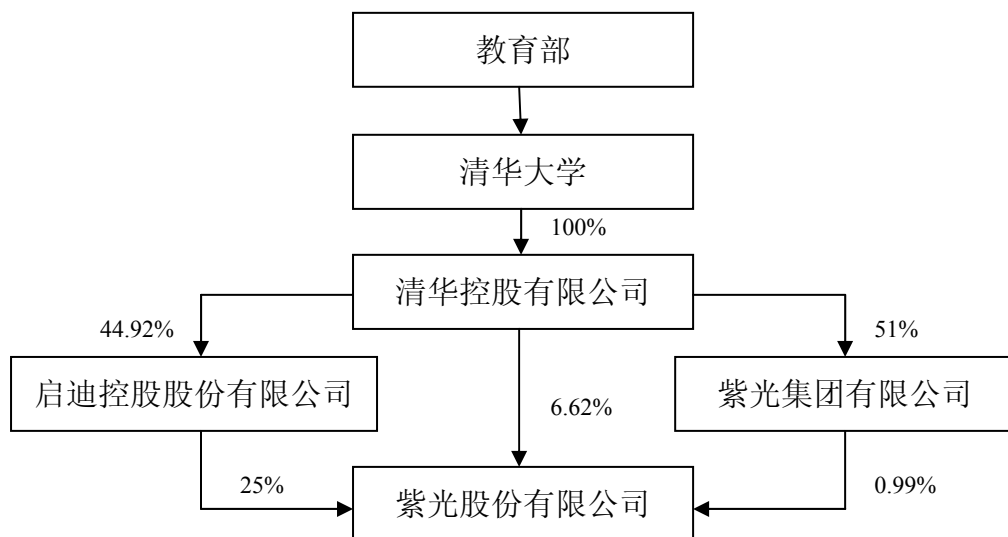 教育部
清华大学
100%
清华控股有限公司
44.92%
51%
启迪控股股份有限公司
6.62%
紫光集团有限公司
25%
紫光股份有限公司
0.99%